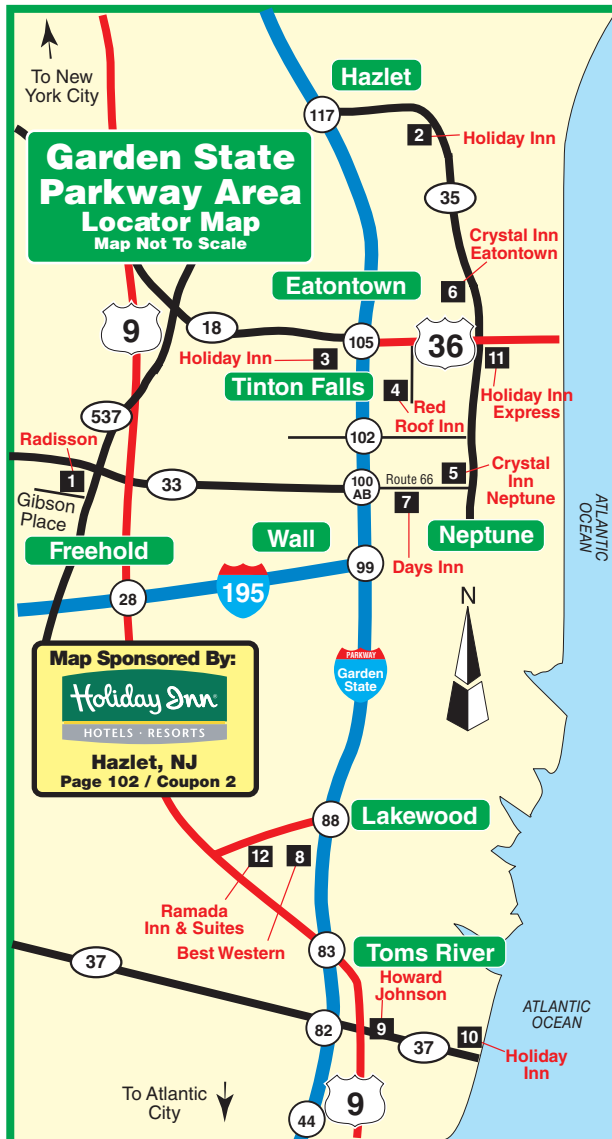 To New
York City
Hazlet
117
2
Holiday Inn
Garden State
Parkway Area
Locator Map
Map Not To Scale
35
Crystal Inn
Eatontown
6
Eatontown
9
18
105
36
Holiday Inn
3
11
Tinton Falls
4
Red
Roof Inn
Holiday Inn
Express
537
102
Radisson
1
33
100
AB
Route 66
5
Crystal
Inn
Neptune
Gibson
Place
7
ATLANTIC
OCEAN
Freehold
Wall
Neptune
99
Days Inn
195
28
N
Map Sponsored By:
Holiday Inn®
HOTELS · RESORTS
Hazlet, NJ
Page 102 / Coupon 2
PARKWAY
Garden
State
88
Lakewood
12
8
Ramada
Inn & Suites
Best Western
83
Toms River
Howard
Johnson
37
82
9
37
10
Holiday
Inn
ATLANTIC
OCEAN
To Atlantic
City
44
9